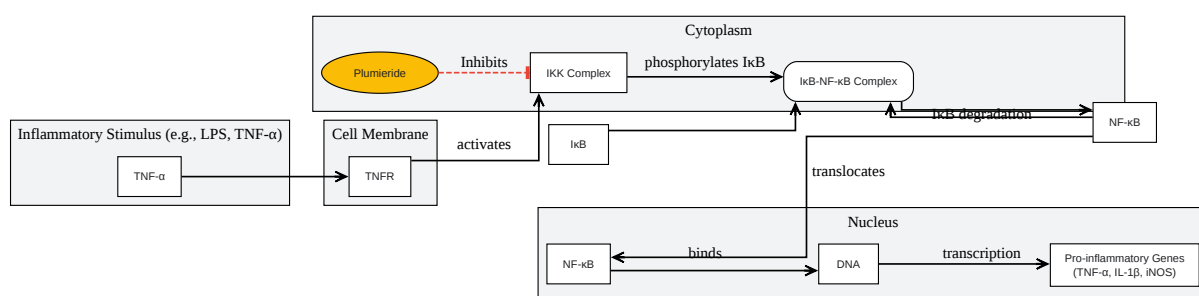 Cytoplasm
Plumieride
Inhibits
IKK Complex
phosphorylates IκB
IκB-NF-κB Complex
IκB degradation
NF-κB
Inflammatory Stimulus (e.g., LPS, TNF-α)
TNF-α
Cell Membrane
TNFR
activates
IκB
translocates
Nucleus
NF-κB
binds
DNA
transcription
Pro-inflammatory Genes
(TNF-α, IL-1β, iNOS)